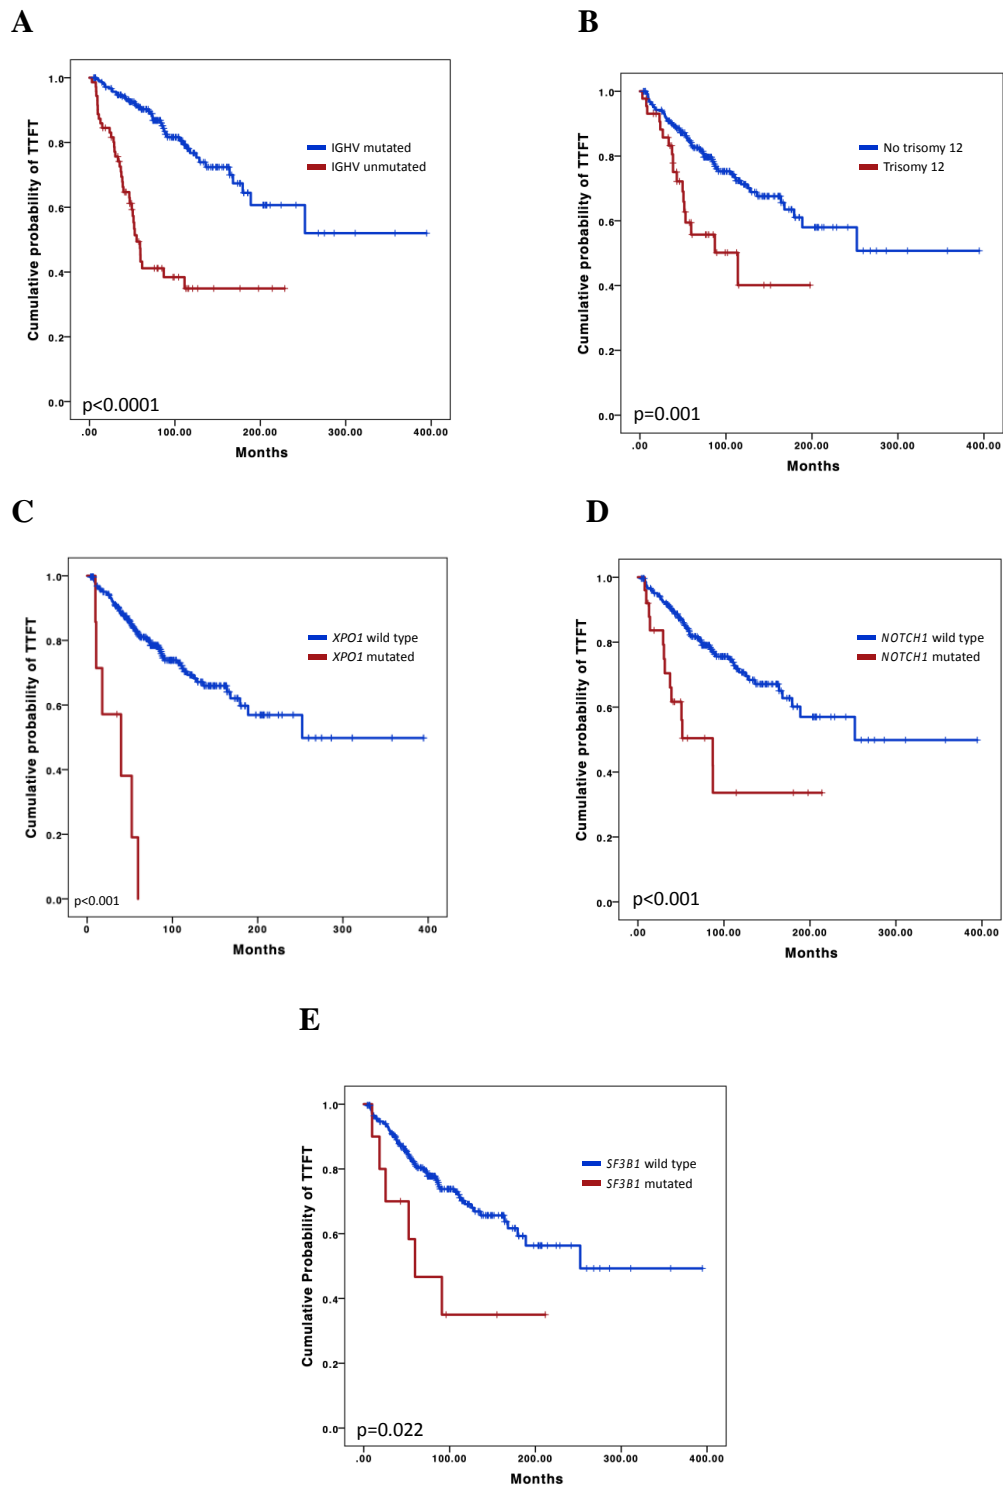 A
Cumulative probability of TTFT
1.0
0.8
0.6
0.4
0.2
0.0
IGHV mutated
IGHV unmutated
p<0.0001
.00 100.00 200.00 300.00 400.00
Months
B
Cumulative probability of TTFT
1.0
0.8
0.6
0.4
0.2
0.0
No trisomy 12
Trisomy 12
p=0.001
.00 100.00 200.00 300.00 400.00
Months
C
Cumulative probability of TTFT
1.0
0.8
0.6
0.4
0.2
0.0
XPO1 wild type
XPO1 mutated
p<0.001
0 100 200 300 400
Months
D
Cumulative probability of TTFT
1.0
0.8
0.6
0.4
0.2
0.0
NOTCH1 wild type
NOTCH1 mutated
p<0.001
.00 100.00 200.00 300.00 400.00
Months
E
Cumulative Probability of TTFT
1.0
0.8
0.6
0.4
0.2
0.0
SF3B1 wild type
SF3B1 mutated
p=0.022
.00 100.00 200.00 300.00 400.00
Months